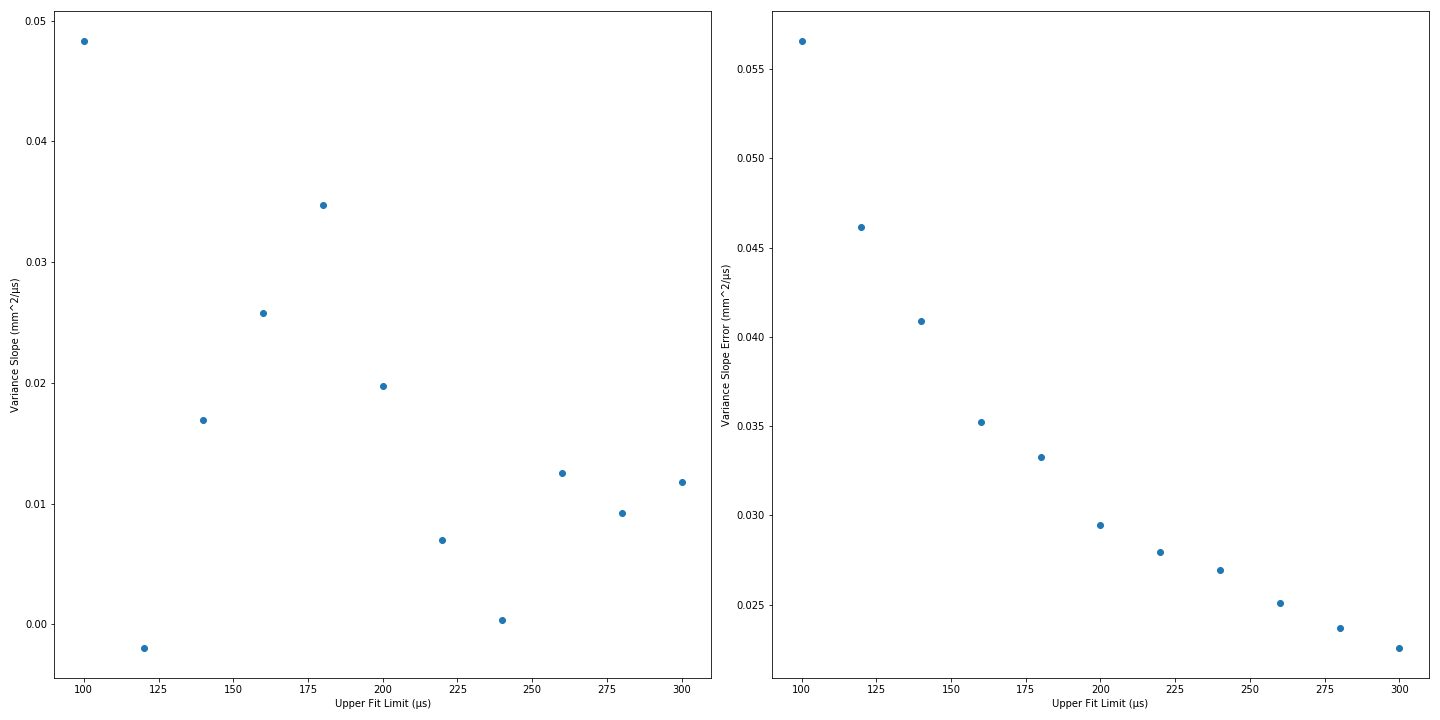 0.05
0.04
0.03
0.02
0.01
0.00
Variance Slope (mm^2/µs)
100 125 150 175 200 225 250 275 300
Upper Fit Limit (µs)
0.055
0.050
0.045
0.040
0.035
0.030
0.025
Variance Slope Error (mm^2/µs)
100 125 150 175 200 225 250 275 300
Upper Fit Limit (µs)